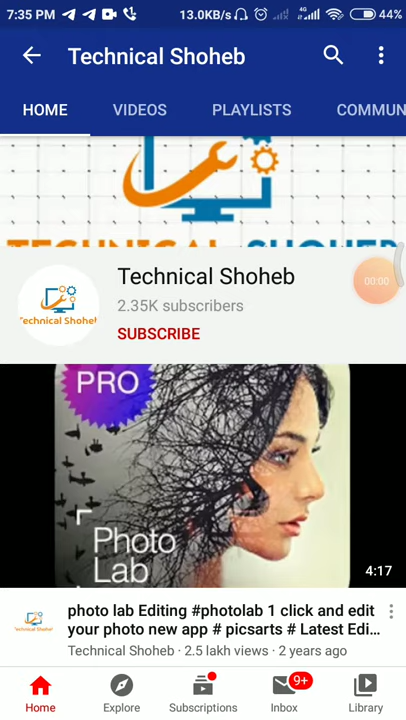 7:35 PM 13.0KB/s 4G 44%
Technical Shoheb
HOME VIDEOS PLAYLISTS COMMUN
TECHNICAL SHOHEB
Technical Shoheb
Technical Shoheb
2.35K subscribers
00:00
SUBSCRIBE
PRO
Photo
Lab
4:17
photo lab Editing #photolab 1 click and edit
your photo new app # picsarts # Latest Edi...
Technical Shoheb
Technical Shoheb · 2.5 lakh views · 2 years ago
9+
Home Explore Subscriptions Inbox Library